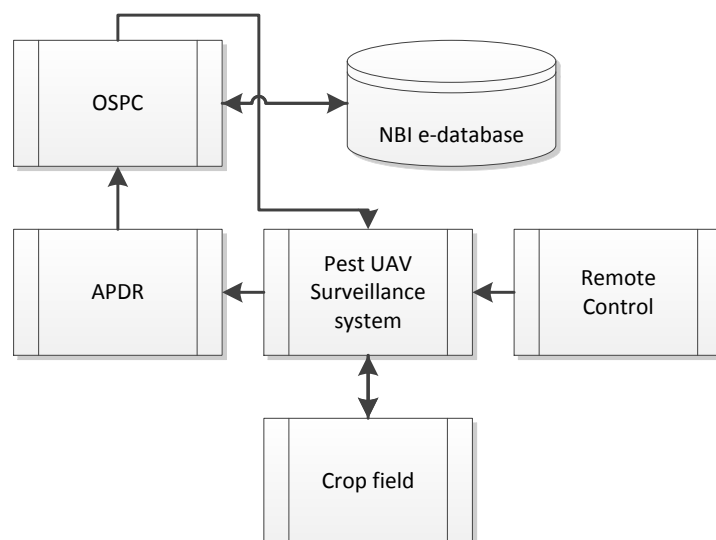 OSPC
NBI e-database
APDR
Pest UAV
Surveillance
system
Remote
Control
Crop field